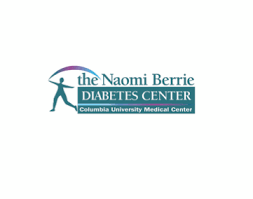 the Naomi Berrie
DIABETES CENTER
Columbia University Medical Center